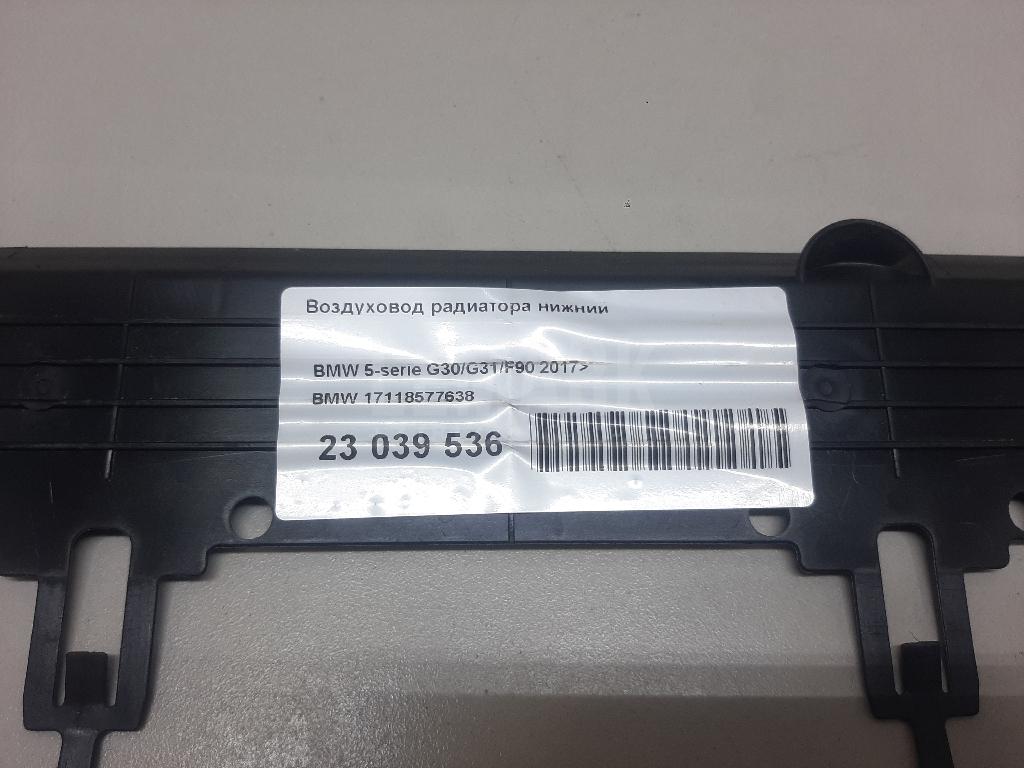 Воздуховод радиатора нижний
BMW 5-serie G30/G31/F90 2017>
BMW 17118577638
23 039 536